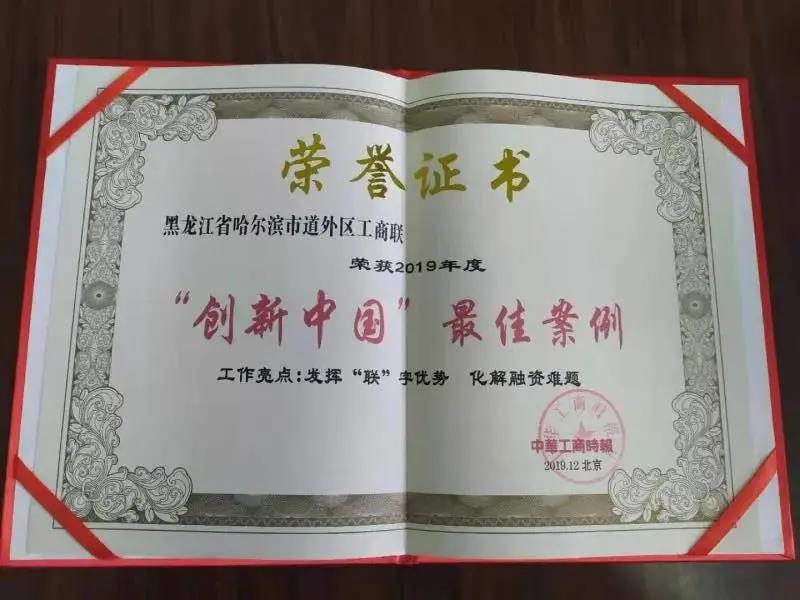 荣誉证书
黑龙江省哈尔滨市道外区工商联
荣获2019年度
“创新中国”最佳案例
工作亮点:发挥“联”字优势 化解融资难题
中華工商時報
2019.12 北京